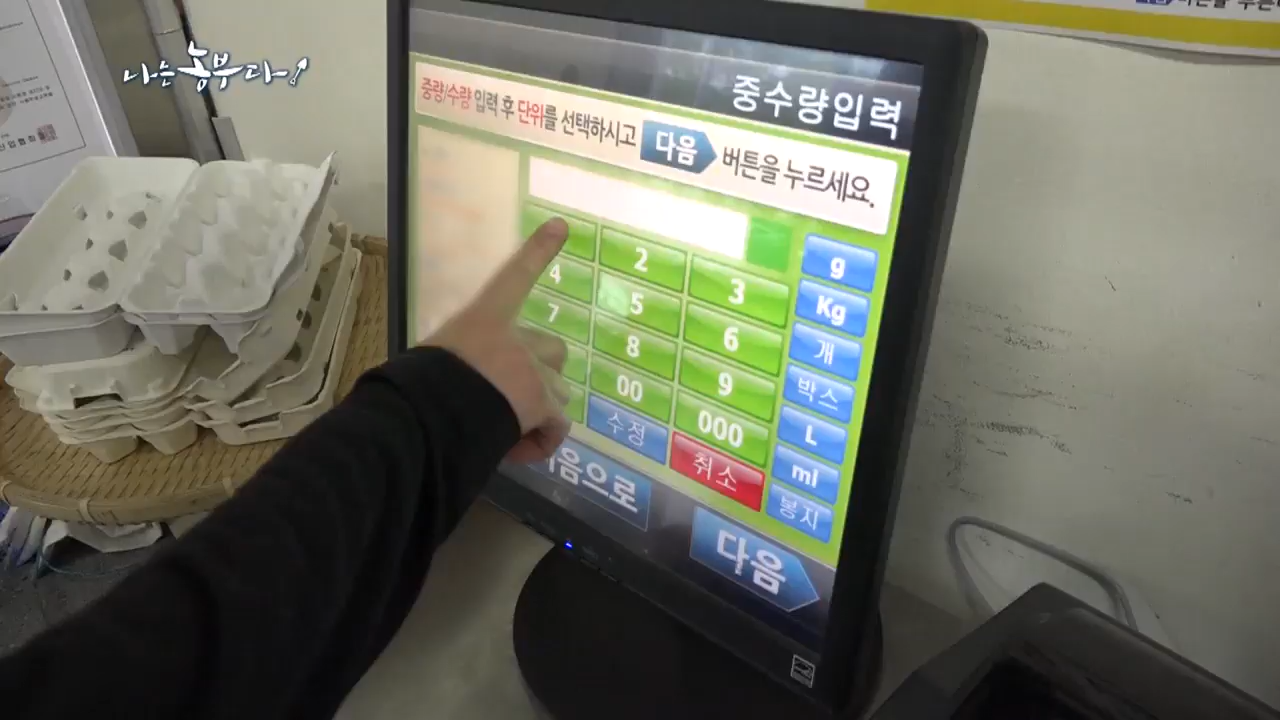 나는 농부다!
중수량입력
중량/수량 입력 후 단위를 선택하시고 다음 버튼을 누르세요.
2 3 g
4 5 6 Kg
7 8 9 개
00 000 박스
수정 취소 L
ml
봉지
음으로 다음